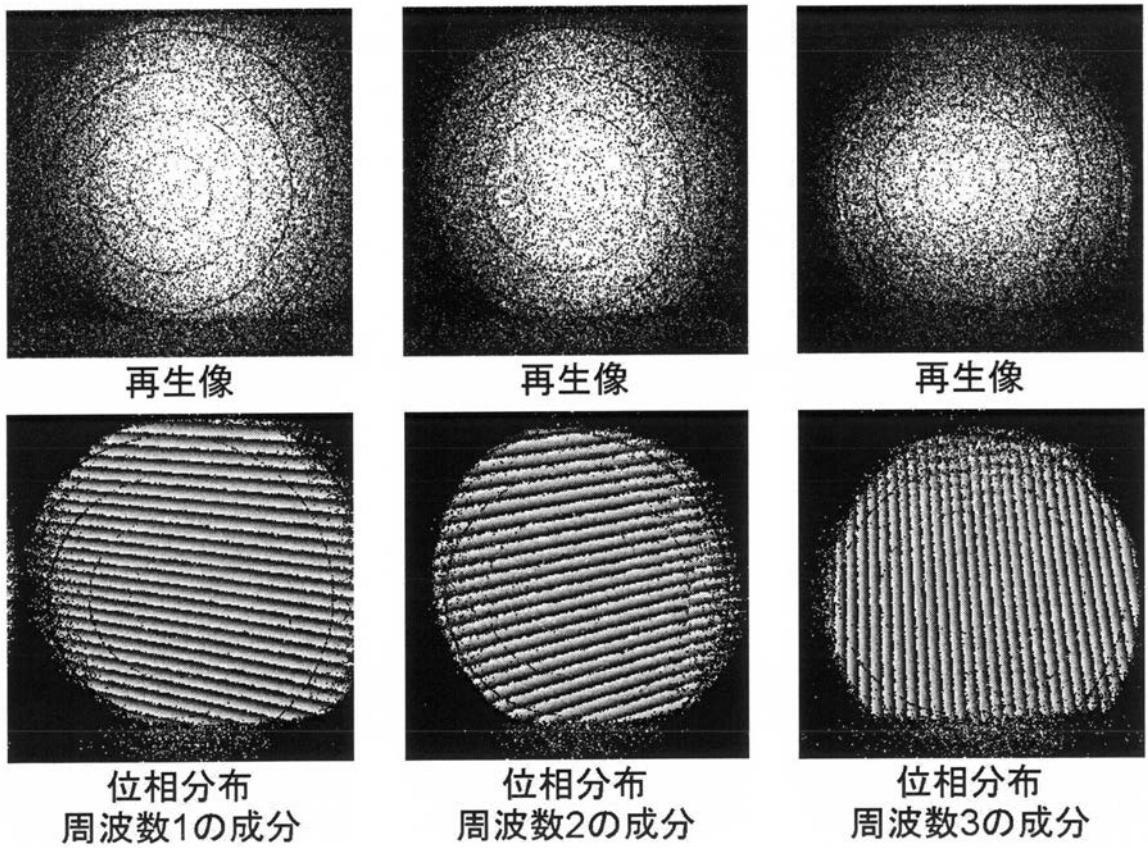 再生像
再生像
再生像
位相分布
周波数1の成分
位相分布
周波数2の成分
位相分布
周波数3の成分